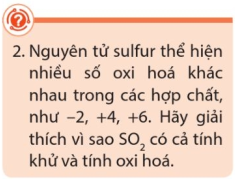 2. Nguyên tử sulfur thể hiện
nhiều số oxi hoá khác
nhau trong các hợp chất,
như –2, +4, +6. Hãy giải
thích vì sao SO₂ có cả tính
khử và tính oxi hoá.